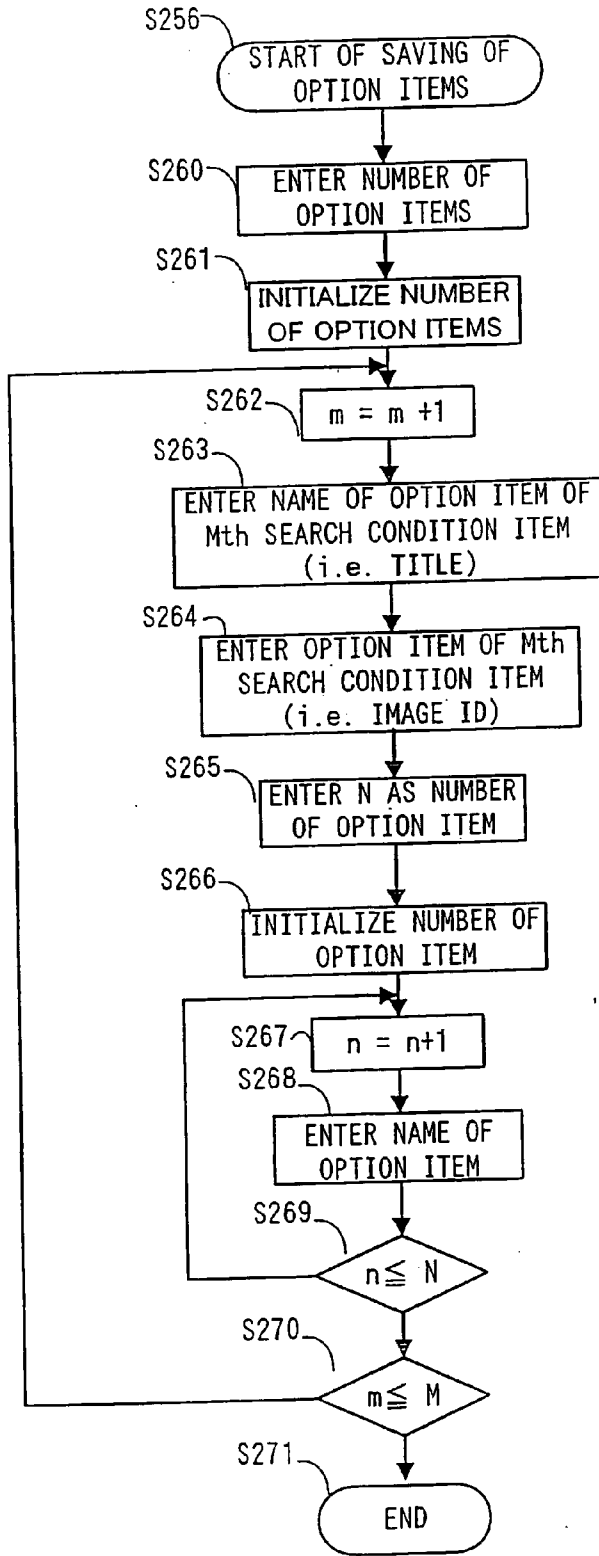 S256
START OF SAVING OF
OPTION ITEMS
S260
ENTER NUMBER OF
OPTION ITEMS
S261
INITIALIZE NUMBER
OF OPTION ITEMS
S262
m = m +1
S263
ENTER NAME OF OPTION ITEM OF
Mth SEARCH CONDITION ITEM
(i.e. TITLE)
S264
ENTER OPTION ITEM OF Mth
SEARCH CONDITION ITEM
(i.e. IMAGE ID)
S265
ENTER N AS NUMBER
OF OPTION ITEM
S266
INITIALIZE NUMBER OF
OPTION ITEM
S267
n = n+1
S268
ENTER NAME OF
OPTION ITEM
S269
n≦ N
S270
m≦ M
S271
END